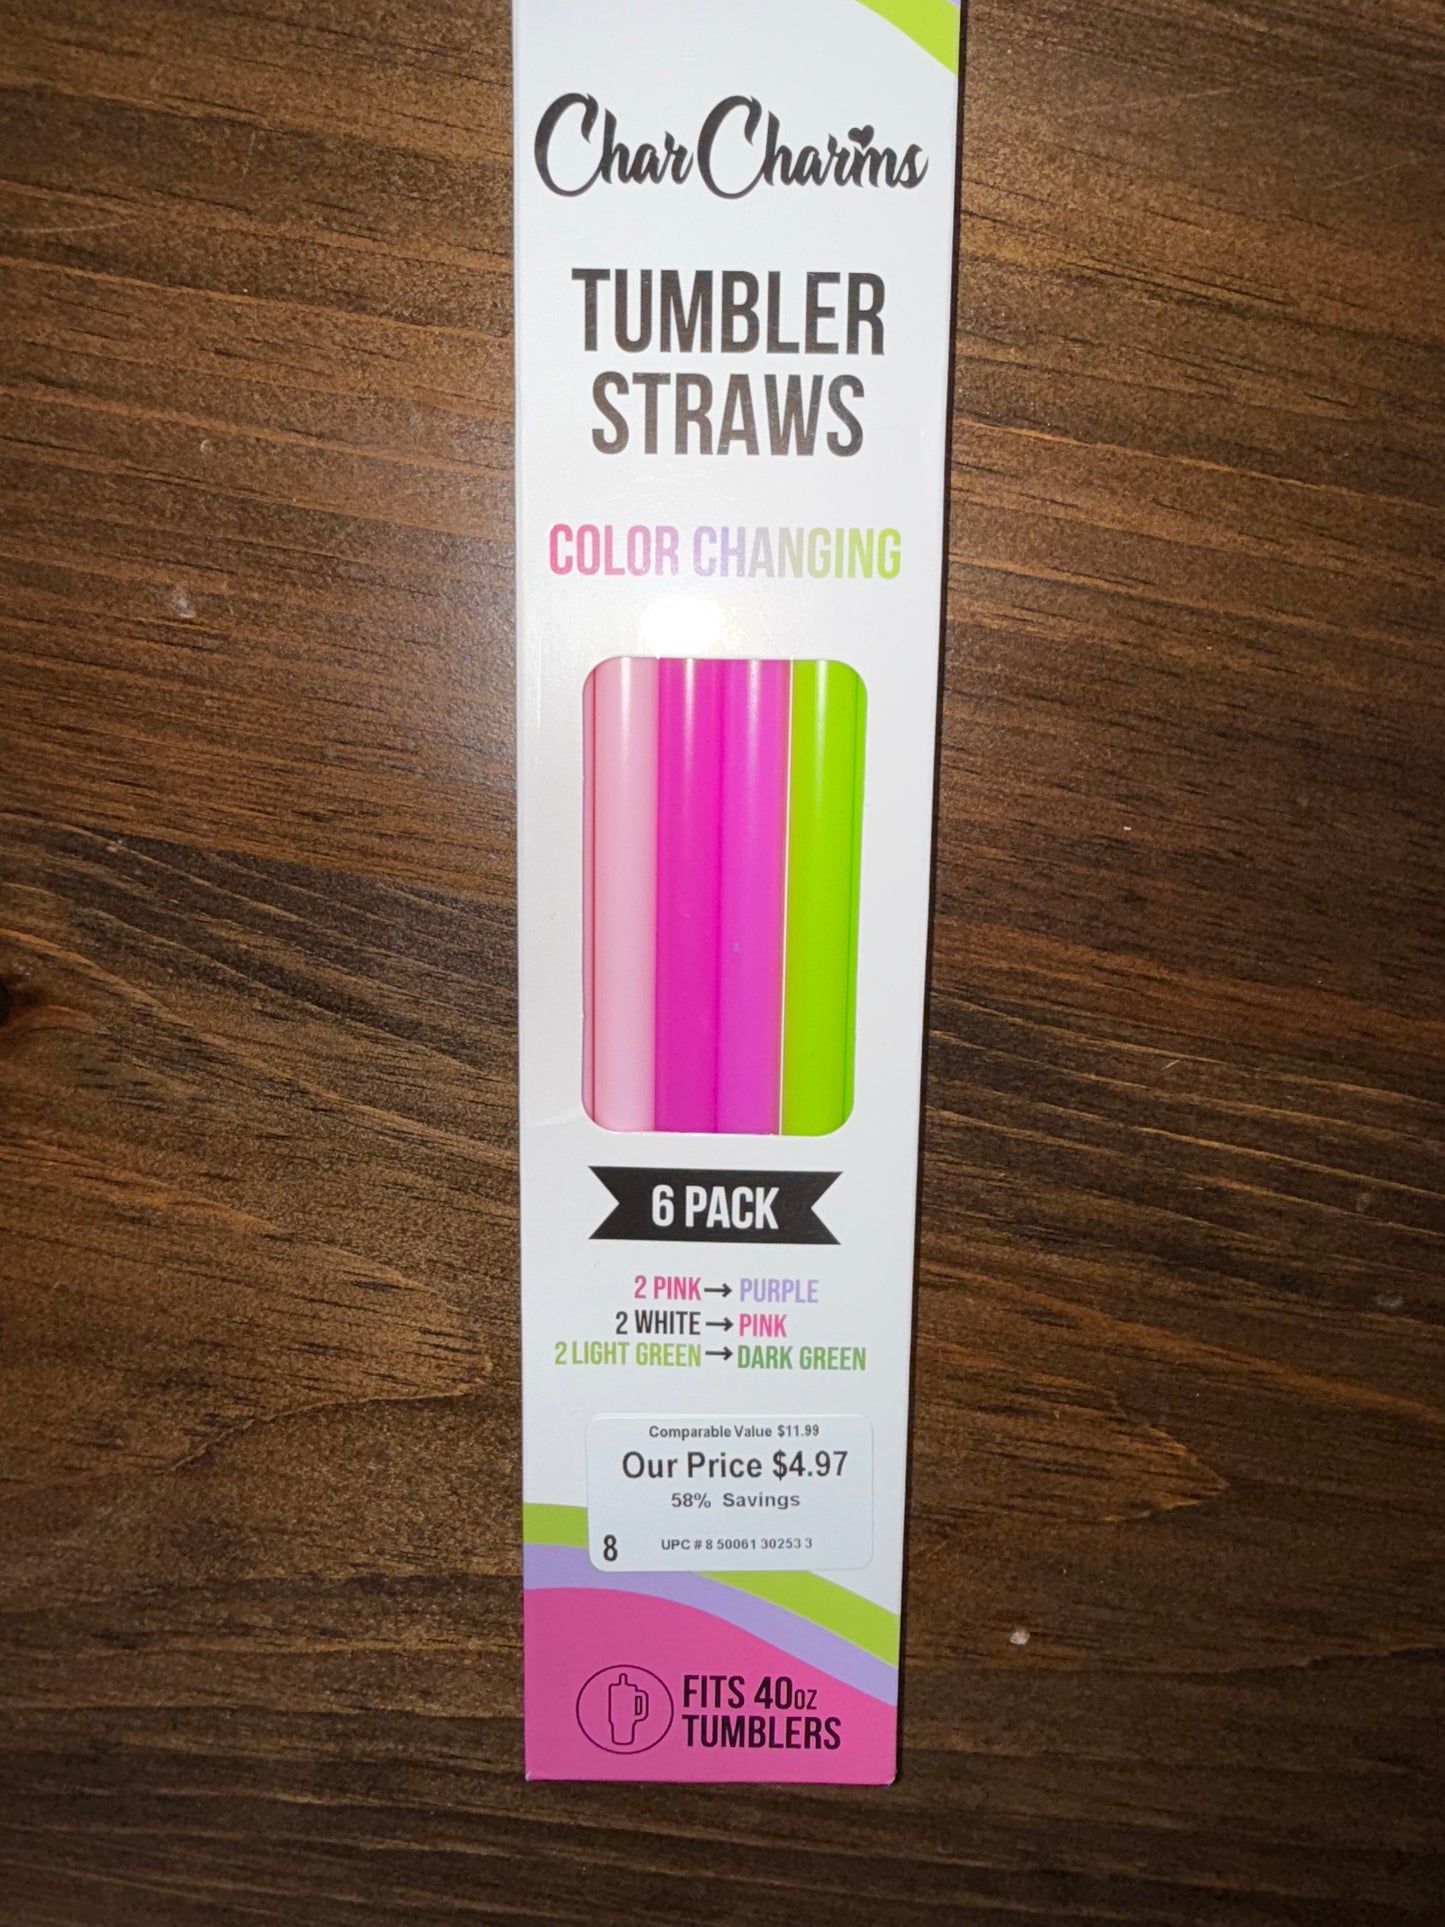 Char Charms
TUMBLER
STRAWS
COLOR CHANGING
6 PACK
2 PINK → PURPLE
2 WHITE → PINK
2 LIGHT GREEN → DARK GREEN
Comparable Value $11.99
Our Price $4.97
58% Savings
8 UPC # 8 50061 30253 3
FITS 40OZ
TUMBLERS